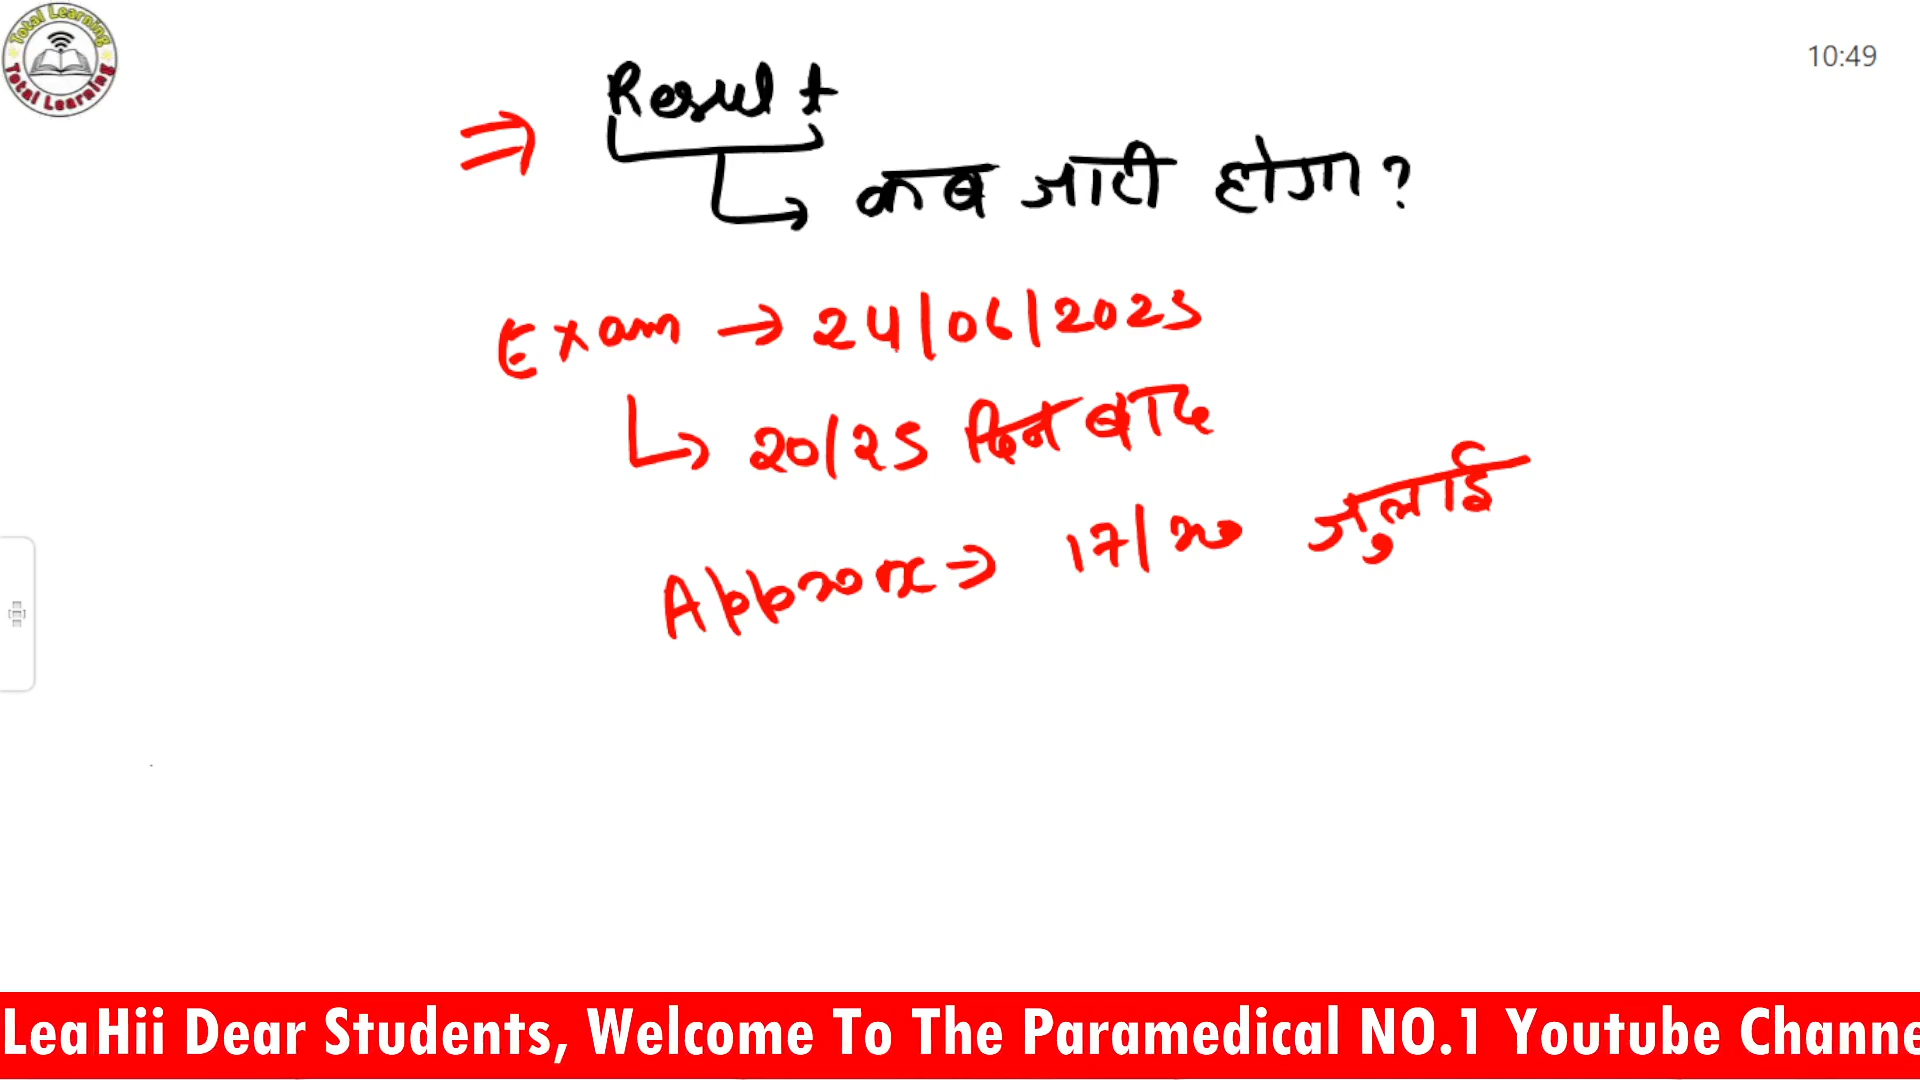 Total Learning
Total Learning
10:49
⇒ Result
↳ कब जारी होगा?
Exam → 24/06/2025
↳ 20/25 दिन बाद
Approx → 17/20 जुलाई
LeaHii Dear Students, Welcome To The Paramedical NO.1 Youtube Channe